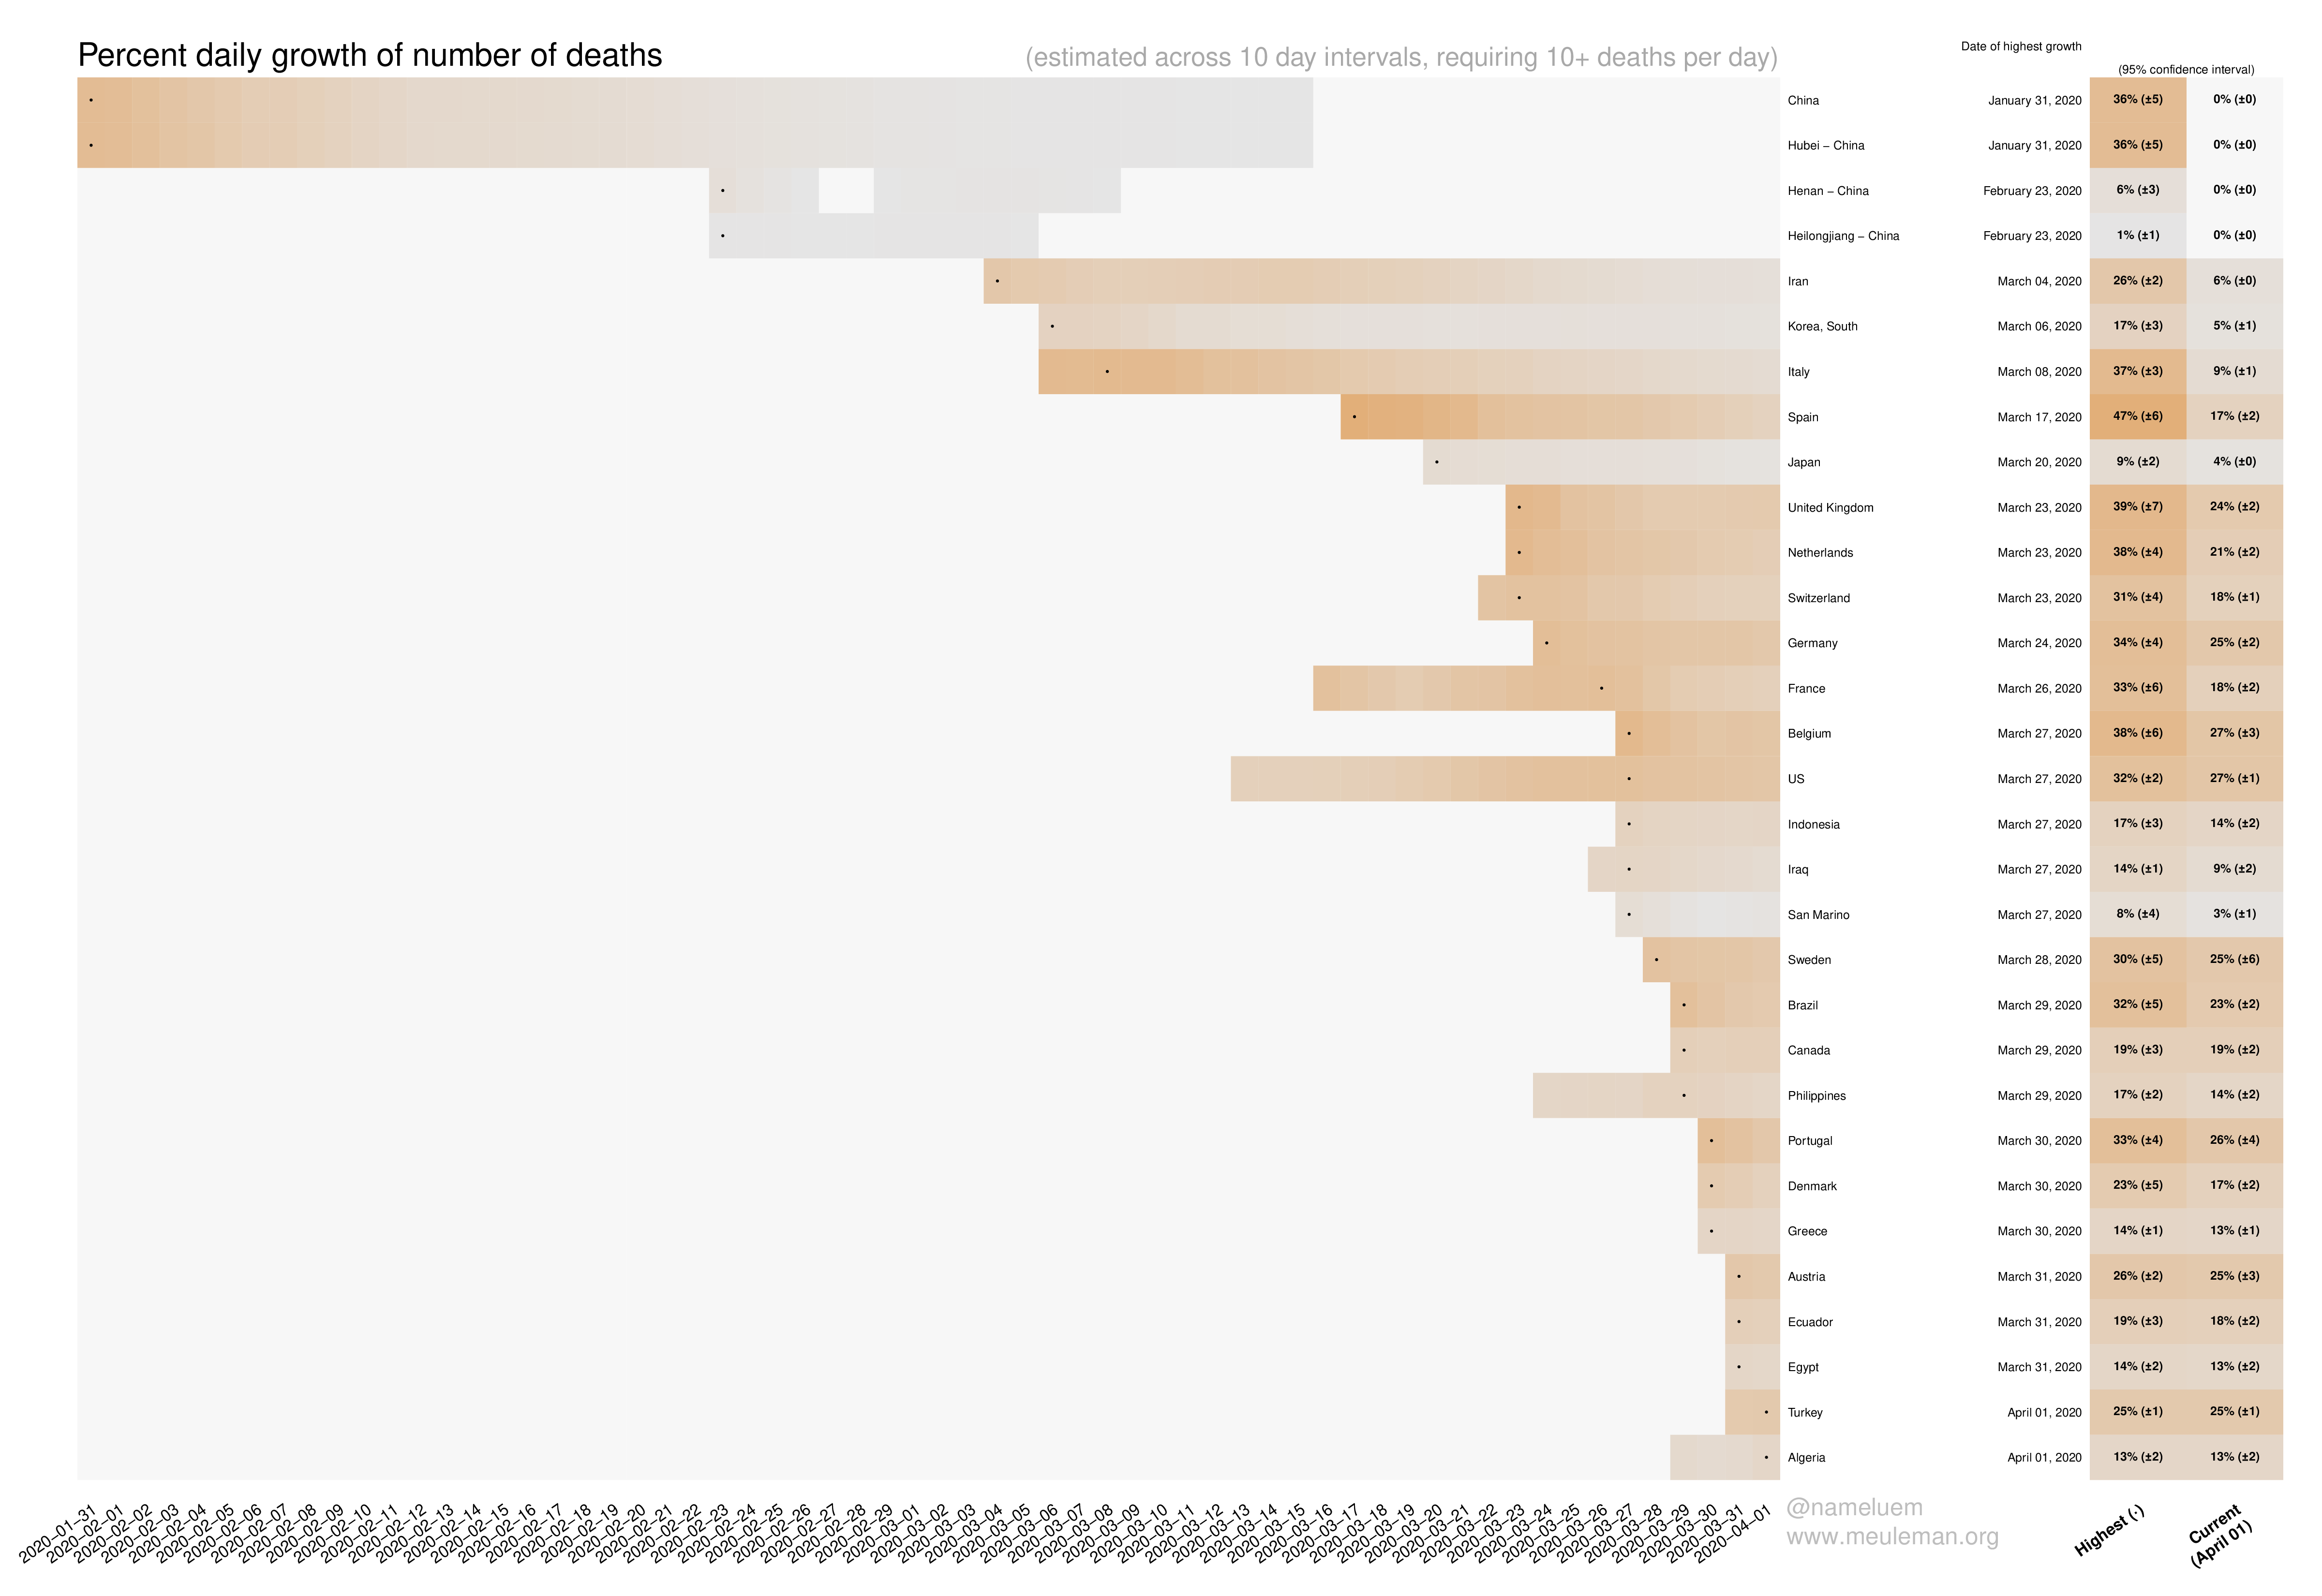 Percent daily growth of number of deaths
(estimated across 10 day intervals, requiring 10+ deaths per day)
Date of highest growth
(95% confidence interval)
China January 31, 2020 36% (±5) 0% (±0)
Hubei − China January 31, 2020 36% (±5) 0% (±0)
Henan − China February 23, 2020 6% (±3) 0% (±0)
Heilongjiang − China February 23, 2020 1% (±1) 0% (±0)
Iran March 04, 2020 26% (±2) 6% (±0)
Korea, South March 06, 2020 17% (±3) 5% (±1)
Italy March 08, 2020 37% (±3) 9% (±1)
Spain March 17, 2020 47% (±6) 17% (±2)
Japan March 20, 2020 9% (±2) 4% (±0)
United Kingdom March 23, 2020 39% (±7) 24% (±2)
Netherlands March 23, 2020 38% (±4) 21% (±2)
Switzerland March 23, 2020 31% (±4) 18% (±1)
Germany March 24, 2020 34% (±4) 25% (±2)
France March 26, 2020 33% (±6) 18% (±2)
Belgium March 27, 2020 38% (±6) 27% (±3)
US March 27, 2020 32% (±2) 27% (±1)
Indonesia March 27, 2020 17% (±3) 14% (±2)
Iraq March 27, 2020 14% (±1) 9% (±2)
San Marino March 27, 2020 8% (±4) 3% (±1)
Sweden March 28, 2020 30% (±5) 25% (±6)
Brazil March 29, 2020 32% (±5) 23% (±2)
Canada March 29, 2020 19% (±3) 19% (±2)
Philippines March 29, 2020 17% (±2) 14% (±2)
Portugal March 30, 2020 33% (±4) 26% (±4)
Denmark March 30, 2020 23% (±5) 17% (±2)
Greece March 30, 2020 14% (±1) 13% (±1)
Austria March 31, 2020 26% (±2) 25% (±3)
Ecuador March 31, 2020 19% (±3) 18% (±2)
Egypt March 31, 2020 14% (±2) 13% (±2)
Turkey April 01, 2020 25% (±1) 25% (±1)
Algeria April 01, 2020 13% (±2) 13% (±2)
2020−01−31
2020−02−01
2020−02−02
2020−02−03
2020−02−04
2020−02−05
2020−02−06
2020−02−07
2020−02−08
2020−02−09
2020−02−10
2020−02−11
2020−02−12
2020−02−13
2020−02−14
2020−02−15
2020−02−16
2020−02−17
2020−02−18
2020−02−19
2020−02−20
2020−02−21
2020−02−22
2020−02−23
2020−02−24
2020−02−25
2020−02−26
2020−02−27
2020−02−28
2020−02−29
2020−03−01
2020−03−02
2020−03−03
2020−03−04
2020−03−05
2020−03−06
2020−03−07
2020−03−08
2020−03−09
2020−03−10
2020−03−11
2020−03−12
2020−03−13
2020−03−14
2020−03−15
2020−03−16
2020−03−17
2020−03−18
2020−03−19
2020−03−20
2020−03−21
2020−03−22
2020−03−23
2020−03−24
2020−03−25
2020−03−26
2020−03−27
2020−03−28
2020−03−29
2020−03−30
2020−03−31
2020−04−01
@nameluem
www.meuleman.org
Highest (·)
Current
(April 01)